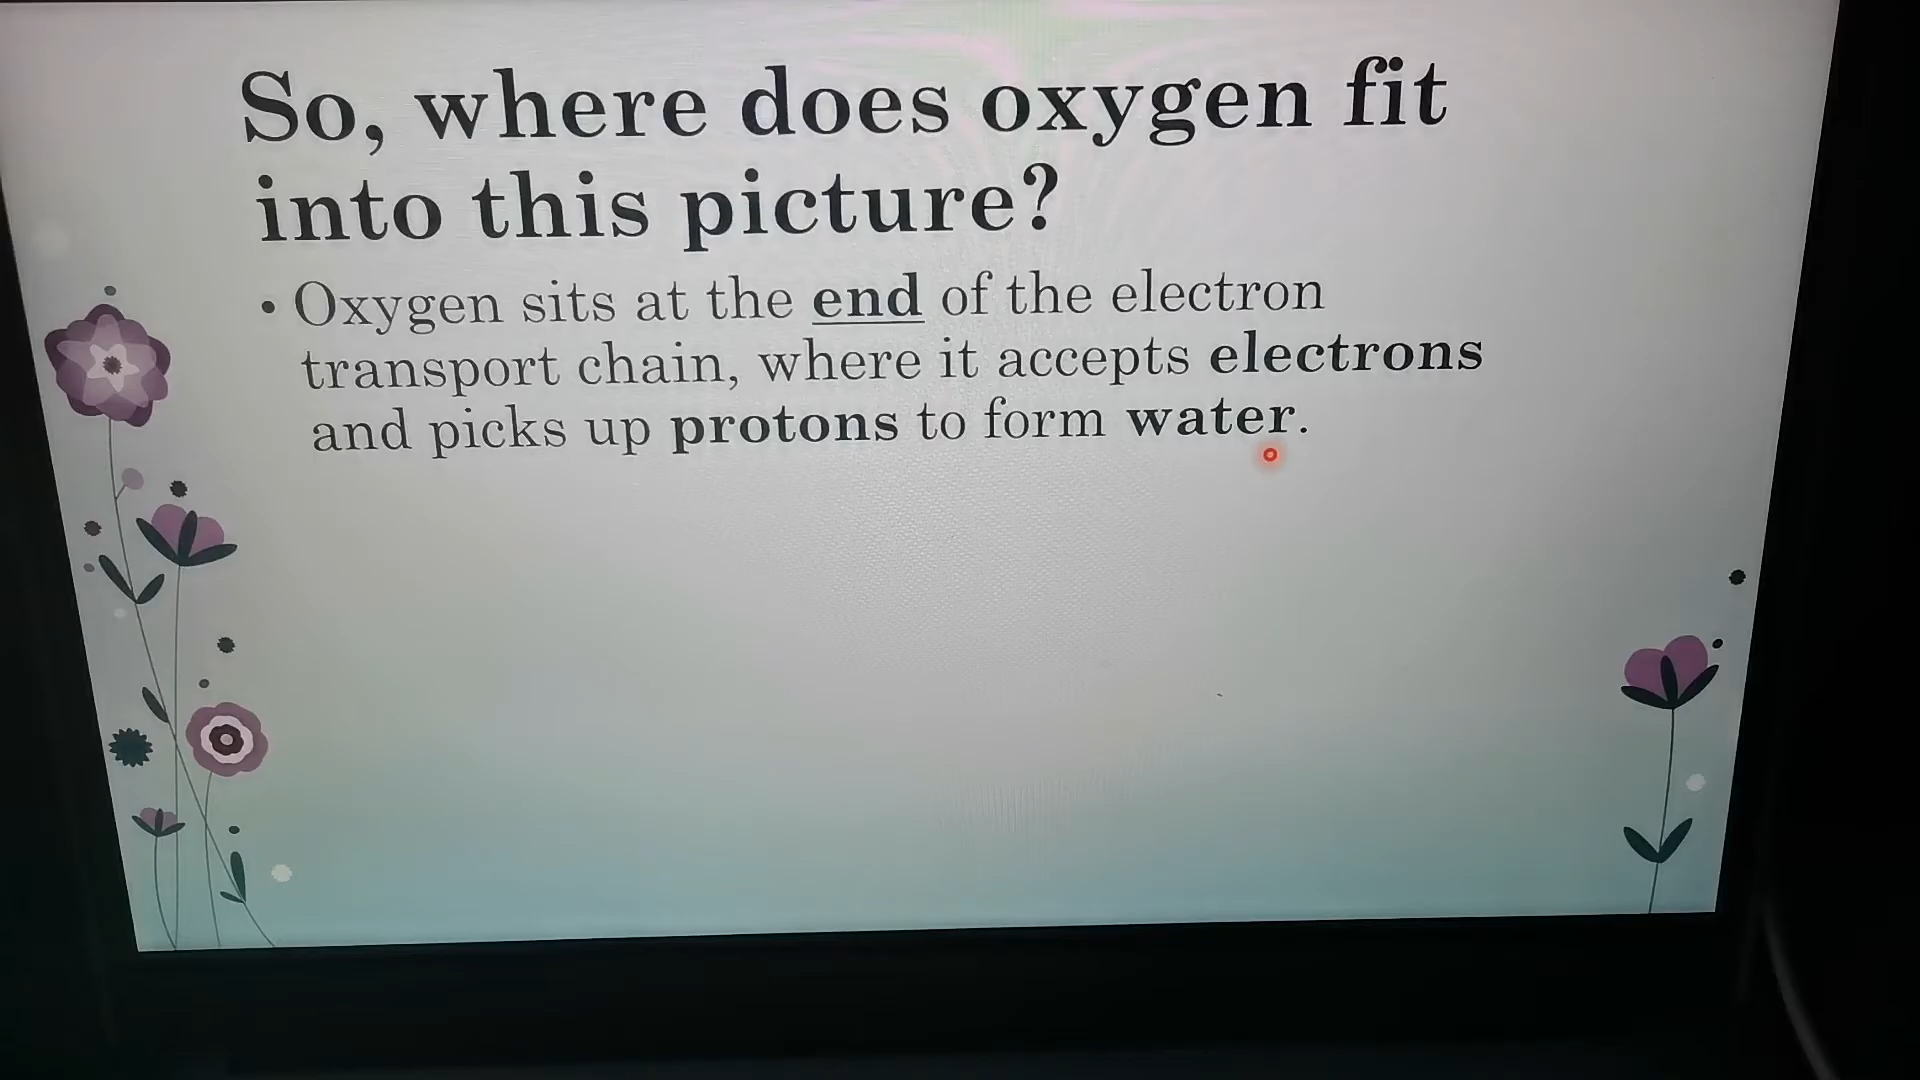 So, where does oxygen fit
into this picture?
• Oxygen sits at the end of the electron
transport chain, where it accepts electrons
and picks up protons to form water.